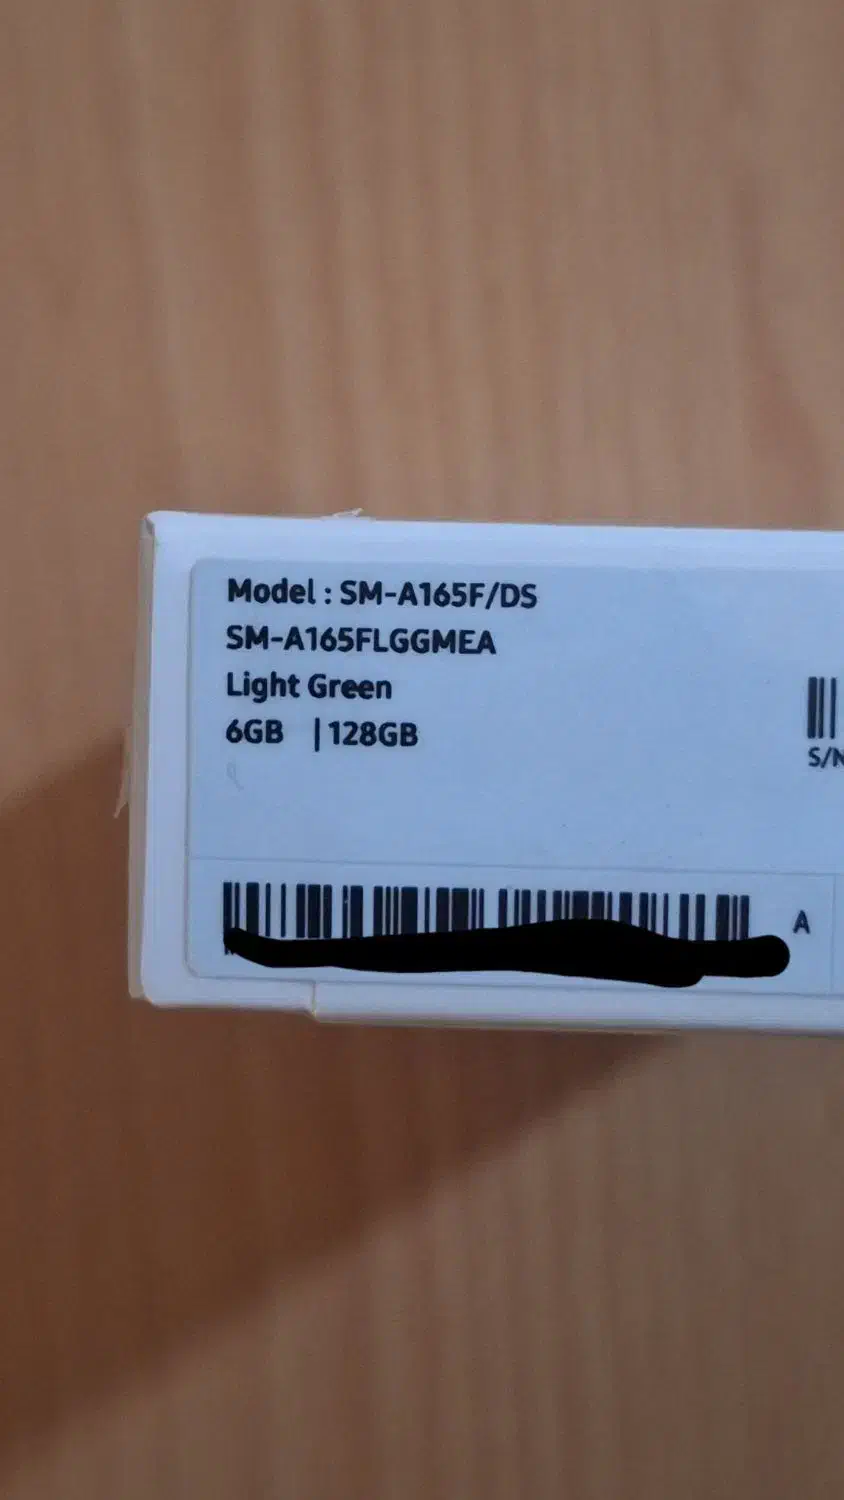 Model : SM-A165F/DS
SM-A165FLGGMEA
Light Green
6GB | 128GB
S/N
A